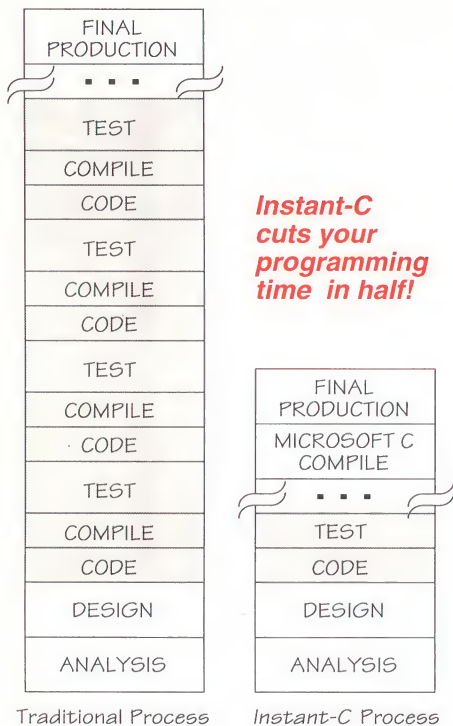 FINAL
PRODUCTION
. . .
TEST
COMPILE
CODE
TEST
COMPILE
CODE
TEST
COMPILE
CODE
TEST
COMPILE
CODE
DESIGN
ANALYSIS
Traditional Process
Instant-C
cuts your
programming
time in half!
FINAL
PRODUCTION
MICROSOFT C
COMPILE
. . .
TEST
CODE
DESIGN
ANALYSIS
Instant-C Process